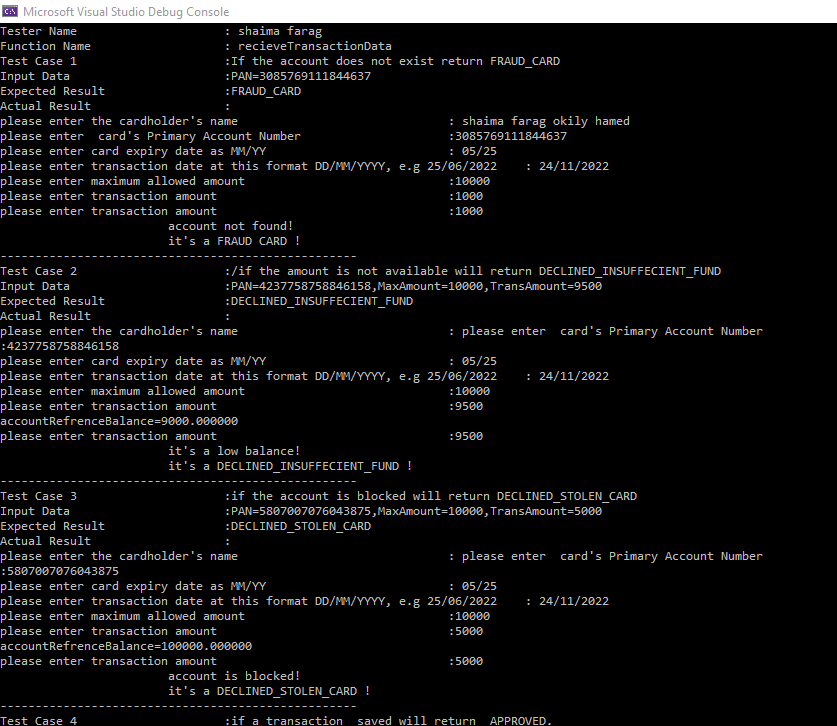 Microsoft Visual Studio Debug Console
Tester Name : shaima farag
Function Name : recieveTransactionData
Test Case 1 :If the account does not exist return FRAUD_CARD
Input Data :PAN=3085769111844637
Expected Result :FRAUD_CARD
Actual Result :
please enter the cardholder's name : shaima farag okily hamed
please enter  card's Primary Account Number :3085769111844637
please enter card expiry date as MM/YY : 05/25
please enter transaction date at this format DD/MM/YYYY, e.g 25/06/2022 : 24/11/2022
please enter maximum allowed amount :10000
please enter transaction amount :1000
please enter transaction amount :1000
account not found!
it's a FRAUD CARD !
---------------------------------------------------
Test Case 2 :/if the amount is not available will return DECLINED_INSUFFECIENT_FUND
Input Data :PAN=4237758758846158,MaxAmount=10000,TransAmount=9500
Expected Result :DECLINED_INSUFFECIENT_FUND
Actual Result :
please enter the cardholder's name : please enter  card's Primary Account Number
:4237758758846158
please enter card expiry date as MM/YY : 05/25
please enter transaction date at this format DD/MM/YYYY, e.g 25/06/2022 : 24/11/2022
please enter maximum allowed amount :10000
please enter transaction amount :9500
accountRefrenceBalance=9000.000000
please enter transaction amount :9500
it's a low balance!
it's a DECLINED_INSUFFECIENT_FUND !
---------------------------------------------------
Test Case 3 :if the account is blocked will return DECLINED_STOLEN_CARD
Input Data :PAN=5807007076043875,MaxAmount=10000,TransAmount=5000
Expected Result :DECLINED_STOLEN_CARD
Actual Result :
please enter the cardholder's name : please enter  card's Primary Account Number
:5807007076043875
please enter card expiry date as MM/YY : 05/25
please enter transaction date at this format DD/MM/YYYY, e.g 25/06/2022 : 24/11/2022
please enter maximum allowed amount :10000
please enter transaction amount :5000
accountRefrenceBalance=100000.000000
please enter transaction amount :5000
account is blocked!
it's a DECLINED_STOLEN_CARD !
---------------------------------------------------
Test Case 4 :if a transaction  saved will return  APPROVED.